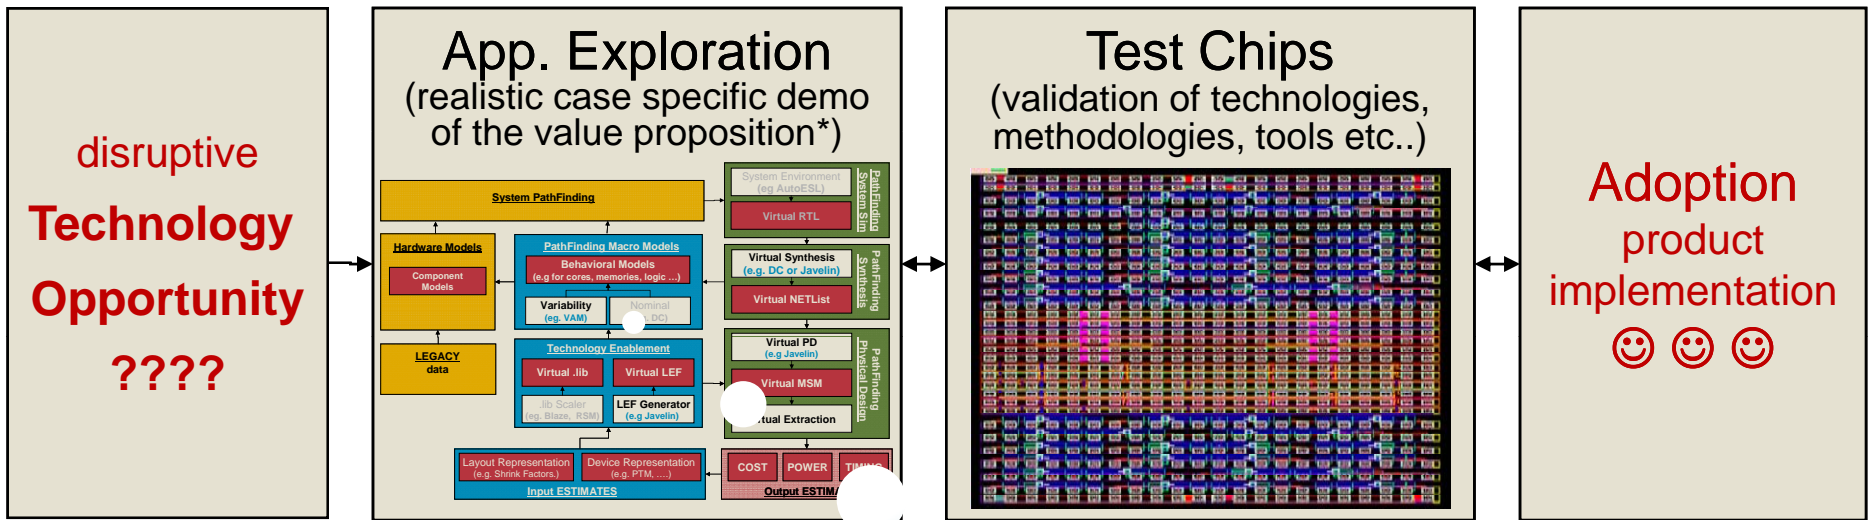 disruptive
Technology
Opportunity
????
App. Exploration
(realistic case specific demo
of the value proposition*)
System PathFinding
Hardware Models
Component
Models
LEGACY
data
PathFinding Macro Models
Behavioral Models
(e.g for cores, memories, logic ...)
Variability
(eg. VAM)
Nominal
DC)
Technology Enablement
Virtual .lib
Virtual LEF
.lib Scaler
(eg. Blaze, RSM)
LEF Generator
(e.g Javelin)
Layout Representation
(e.g. Shrink Factors.)
Device Representation
(e.g. PTM, ....)
Input ESTIMATES
System Environment
(eg AutoESL)
Virtual RTL
PathFinding
System Sim
Virtual Synthesis
(e.g. DC or Javelin)
Virtual NETList
PathFinding
Synthesis
Virtual PD
(e.g Javelin)
Virtual MSM
Extraction
PathFinding
Physical Design
COST
POWER
Output
Test Chips
(validation of technologies,
methodologies, tools etc..)
Adoption
product
implementation